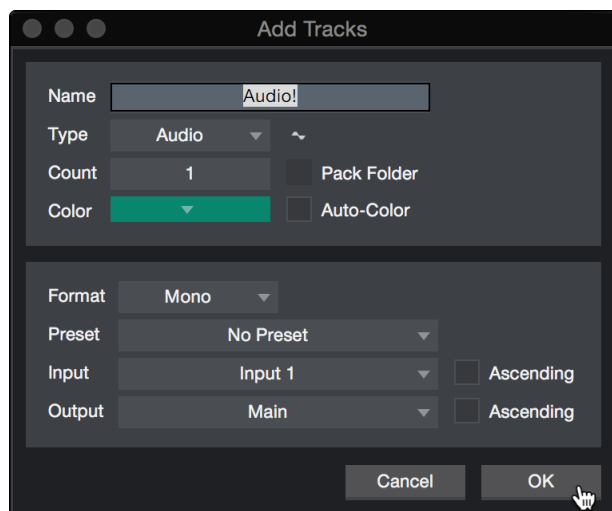 Add Tracks
Name Audio!
Type Audio
Count 1 Pack Folder
Color Auto-Color
Format Mono
Preset No Preset
Input Input 1 Ascending
Output Main Ascending
Cancel OK